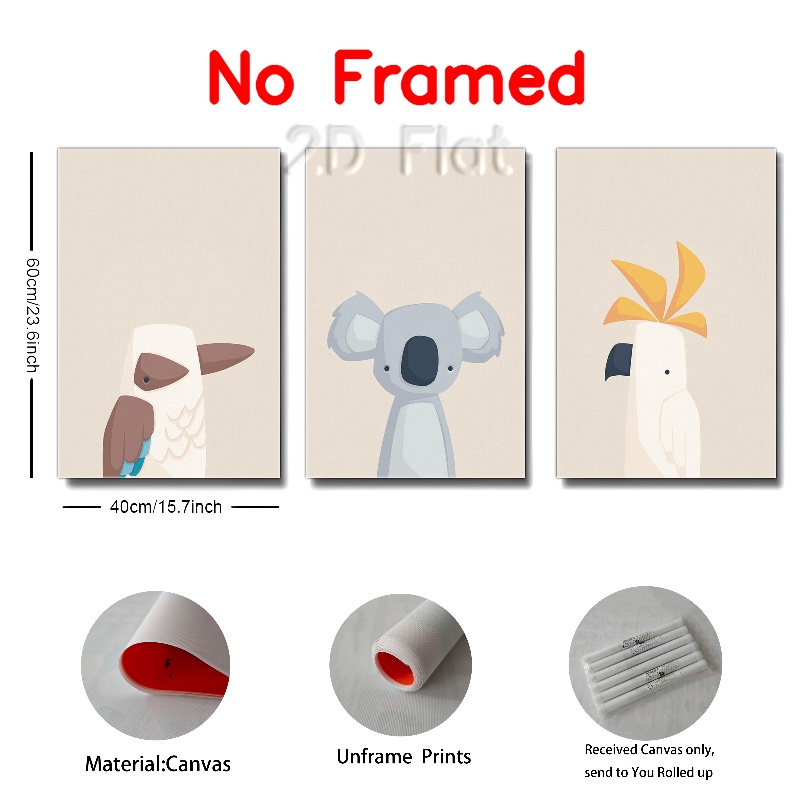 No Framed
2D Flat
60cm/23.6inch
40cm/15.7inch
Material:Canvas
Unframe Prints
Received Canvas only,
send to You Rolled up